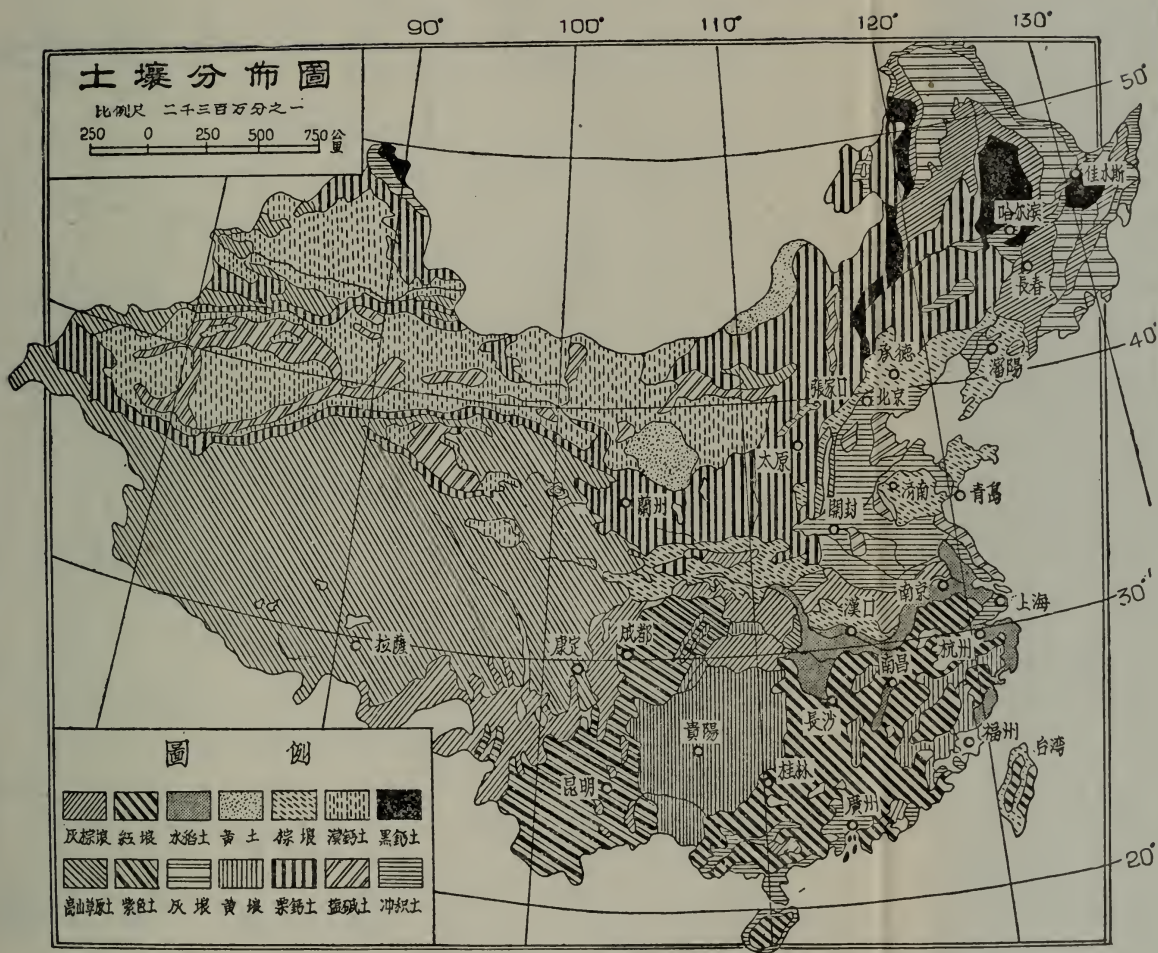 90° 100° 110° 120° 130°
土壤分佈圖
比例尺 二千三百万分之一
250 0 250 500 750 公里
50°
佳水斯
哈尔滨
長春
40°
承德
瀋陽
張家口
北京
太原
济南
青島
蘭州
開封
30°
南京
上海
漢口
成都
康定
拉薩
杭州
南昌
長沙
貴陽
福州
台湾
桂林
昆明
廣州
20°
圖例
灰棕壤 紅壤 水稻土 黄土 棕壤 漠鈣土 黑鈣土
高山草原土 紫色土 灰壤 黄壤 栗鈣土 盐碱土 冲积土